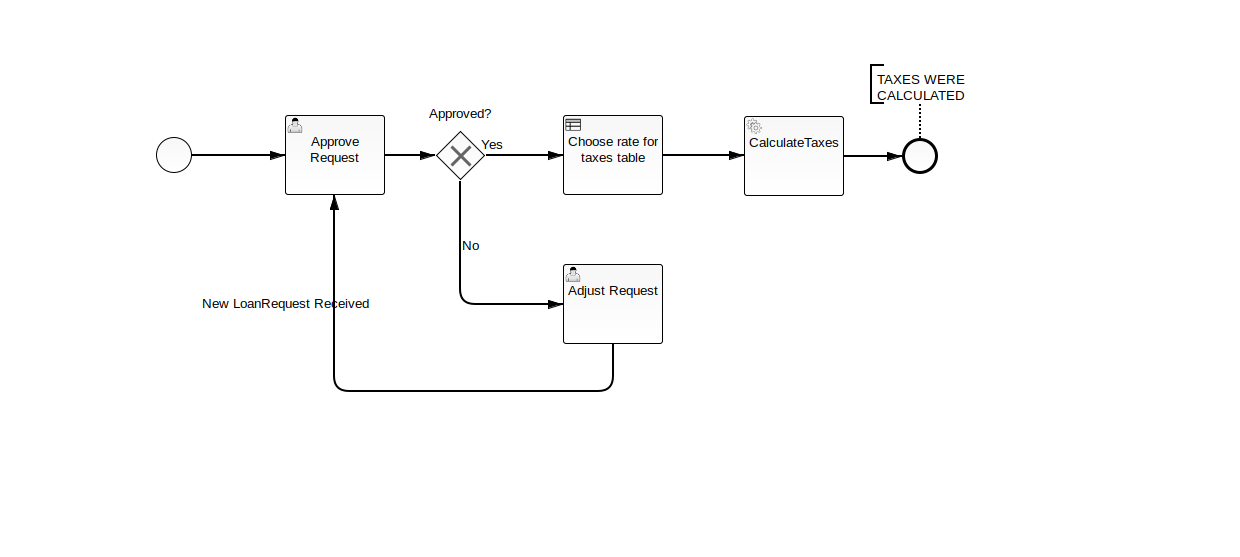 TAXES WERE
CALCULATED
Approved?
Approve
Request
Yes
Choose rate for
taxes table
CalculateTaxes
No
Adjust Request
New LoanRequest Received